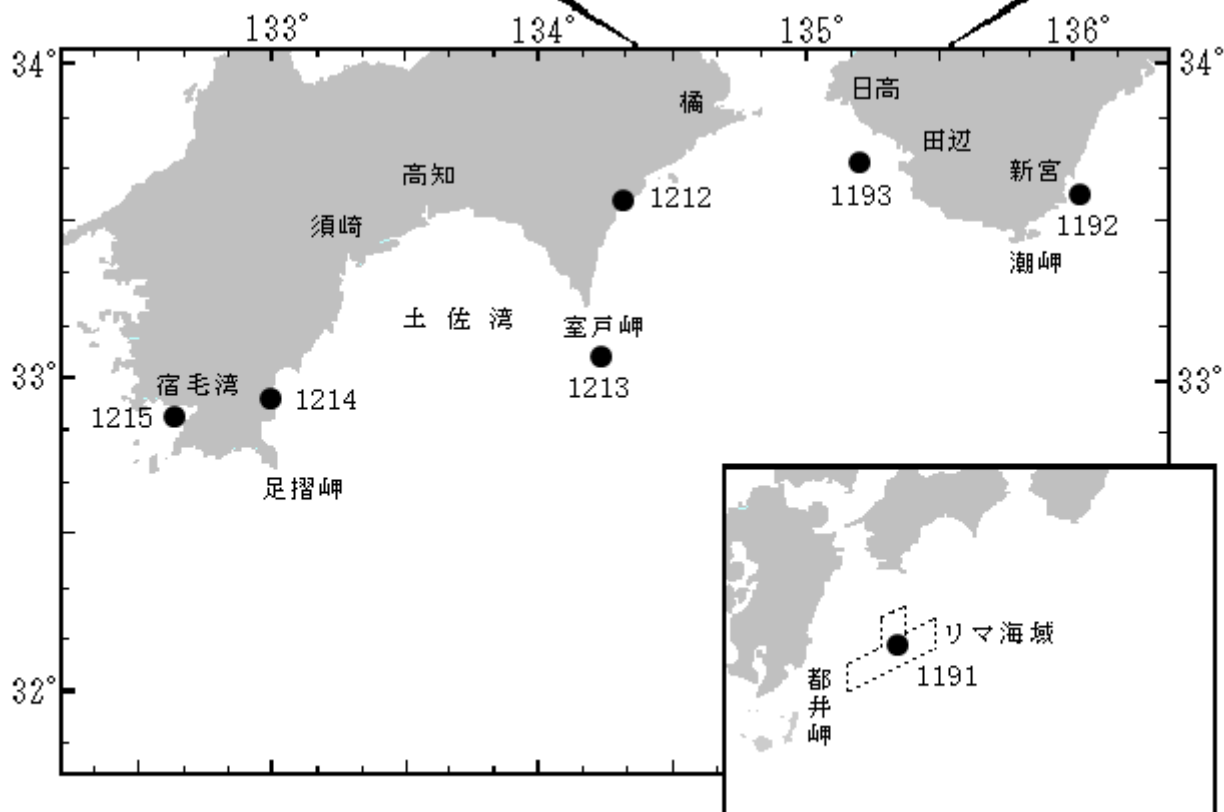 133° 134° 135° 136°
34° 34°
橘
日高
田辺
高知
新宮
1212
1193
1192
須崎
潮岬
土佐湾
室戸岬
1213
33° 33°
宿毛湾
1214
1215
足摺岬
リマ海域
1191
都井岬
32°